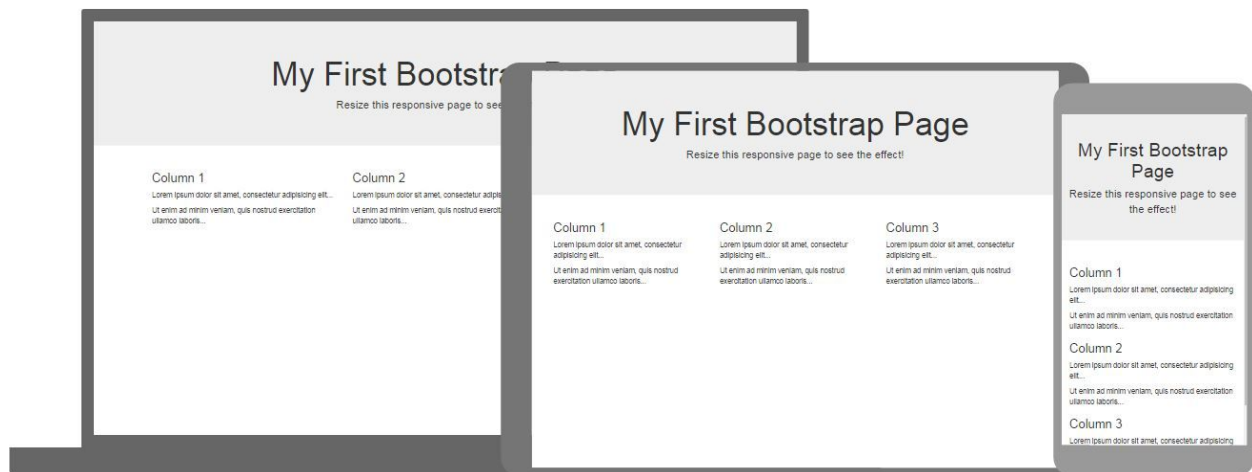 My First Bootstrap
Resize this responsive page to see
Column 1
Lorem ipsum dolor sit amet, consectetur adipisicing elit...
Ut enim ad minim veniam, quis nostrud exercitation
ullamco laboris...
Column 2
Lorem ipsum dolor sit amet, consectetur
Ut enim ad minim veniam, quis nostrud
ullamco laboris...
My First Bootstrap Page
Resize this responsive page to see the effect!
Column 1
Lorem ipsum dolor sit amet, consectetur
adipisicing elit...
Ut enim ad minim veniam, quis nostrud
exercitation ullamco laboris...
Column 2
Lorem ipsum dolor sit amet, consectetur
adipisicing elit...
Ut enim ad minim veniam, quis nostrud
exercitation ullamco laboris...
Column 3
Lorem ipsum dolor sit amet, consectetur
adipisicing elit...
Ut enim ad minim veniam, quis nostrud
exercitation ullamco laboris...
My First Bootstrap
Page
Resize this responsive page to see
the effect!
Column 1
Lorem ipsum dolor sit amet, consectetur adipisicing
elit...
Ut enim ad minim veniam, quis nostrud exercitation
ullamco laboris...
Column 2
Lorem ipsum dolor sit amet, consectetur adipisicing
elit...
Ut enim ad minim veniam, quis nostrud exercitation
ullamco laboris...
Column 3
Lorem ipsum dolor sit amet, consectetur adipisicing